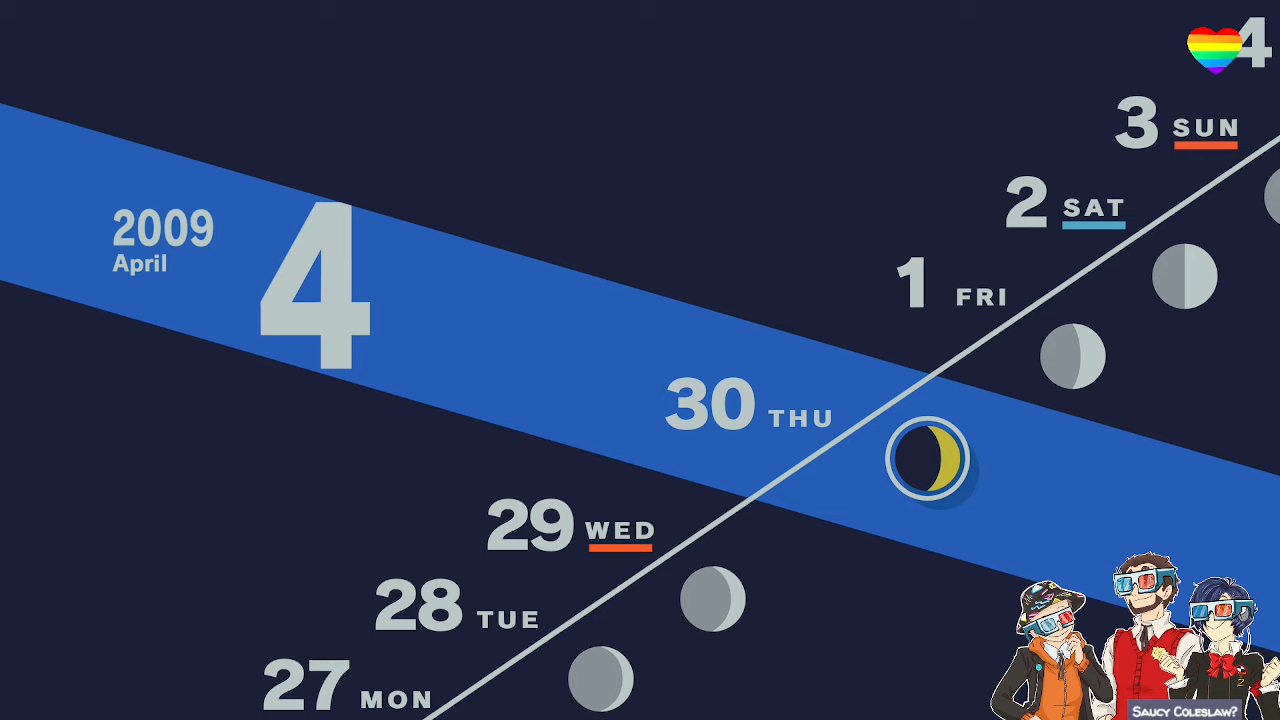 4
3 SUN
2 SAT
1 FRI
2009
April
4
30 THU
29 WED
28 TUE
27 MON
SAUCY COLESLAW?